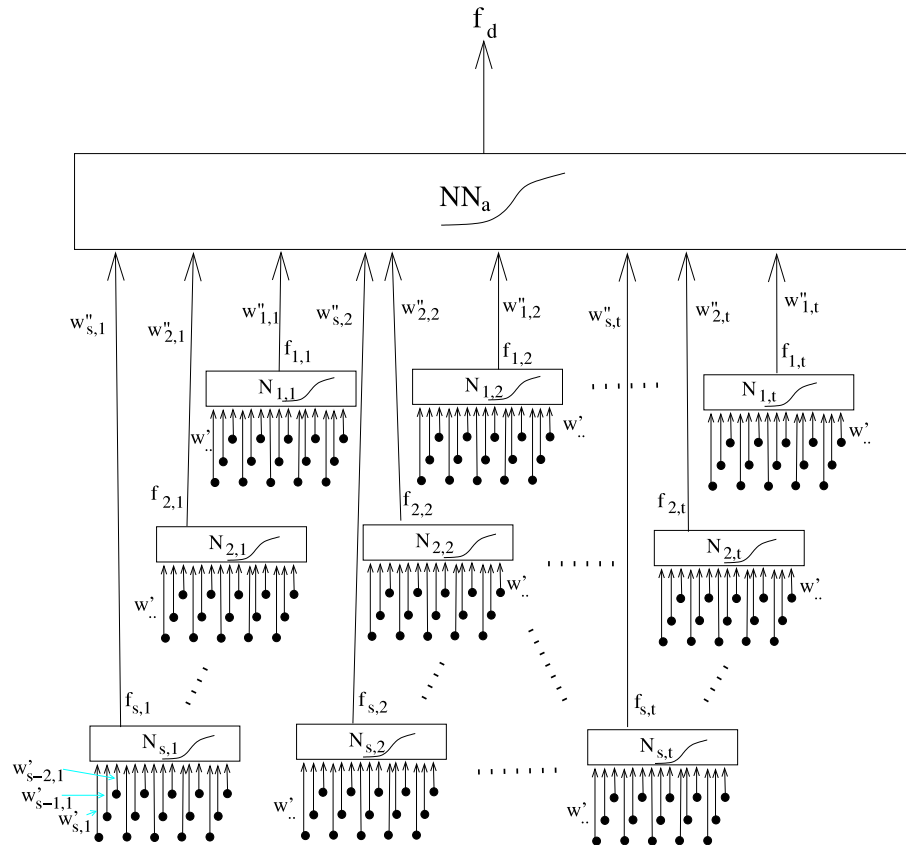 f_d
NN_a
w''_{s,1}
w''_{2,1}
w''_{1,1}
w''_{s,2}
w''_{2,2}
w''_{1,2}
w''_{s,t}
w''_{2,t}
w''_{1,t}
f_{1,1}
f_{1,2}
f_{1,t}
N_{1,1}
N_{1,2}
N_{1,t}
w'_{..}
w'_{..}
w'_{..}
f_{2,1}
f_{2,2}
f_{2,t}
N_{2,1}
N_{2,2}
N_{2,t}
w'_{..}
w'_{..}
w'_{..}
f_{s,1}
f_{s,2}
f_{s,t}
N_{s,1}
N_{s,2}
N_{s,t}
w'_{s-2,1}
w'_{s-1,1}
w'_{s,1}
w'_{..}
w'_{..}